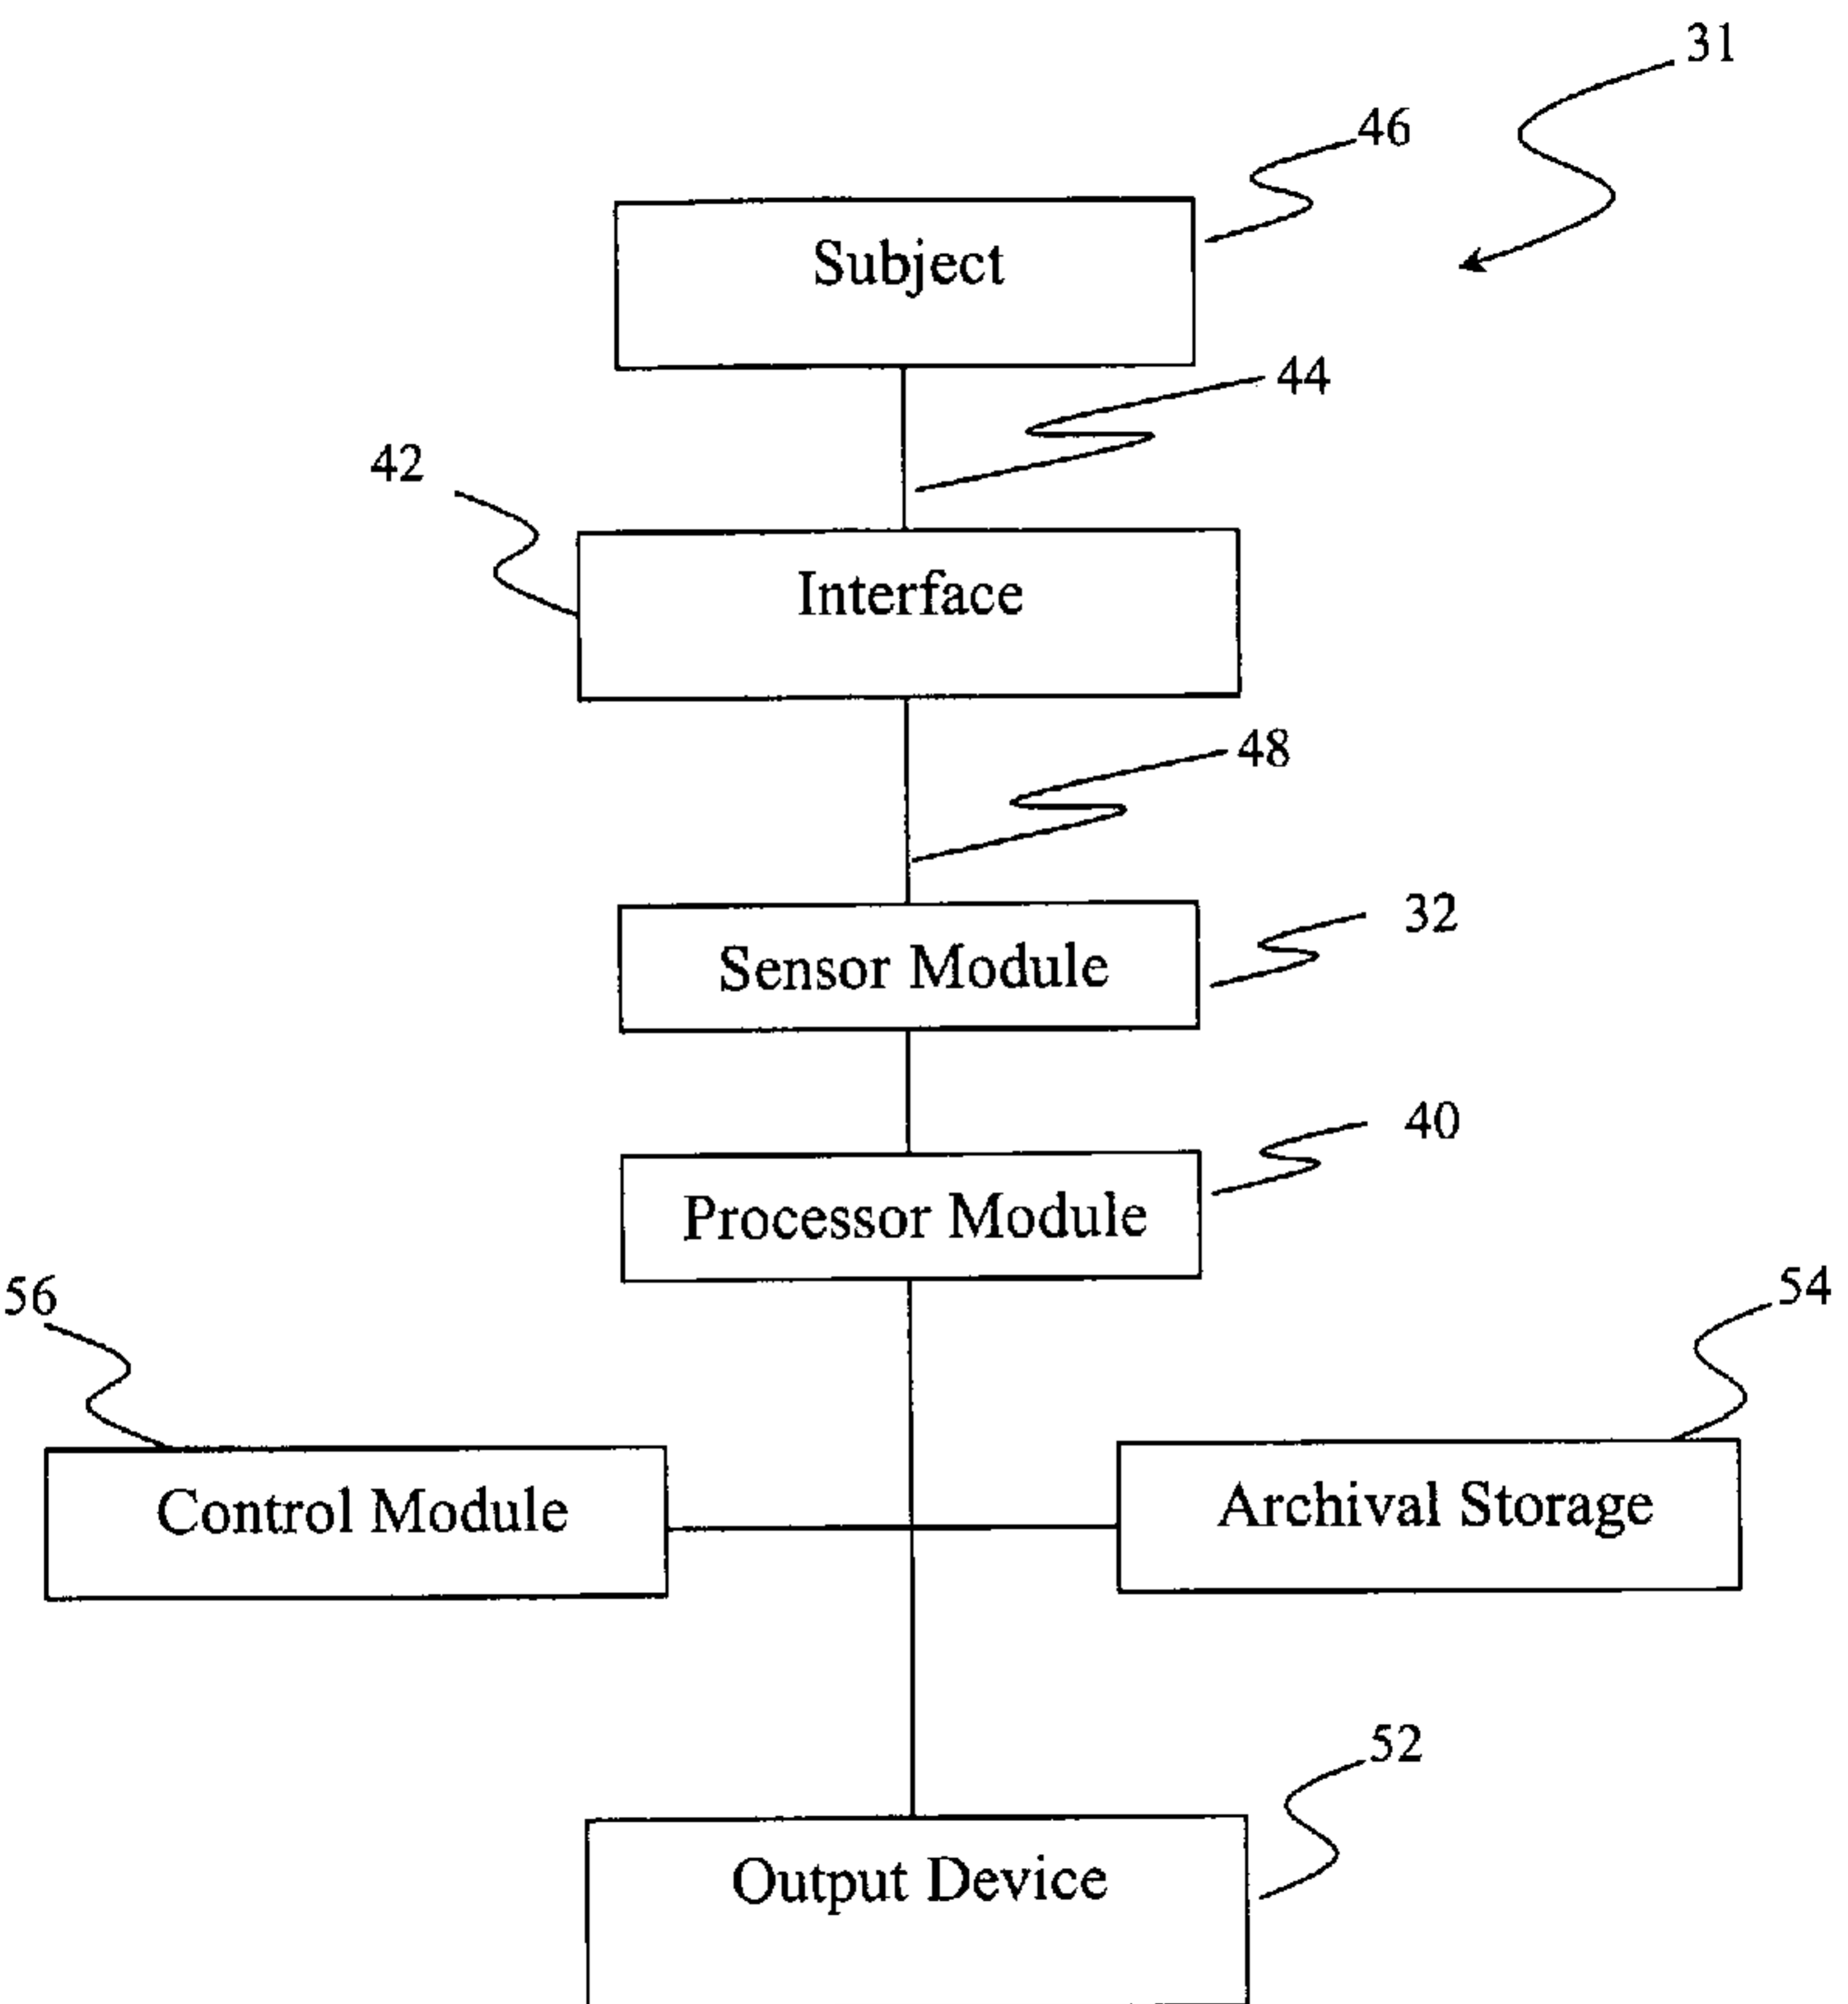 31
46
Subject
44
42
Interface
48
32
Sensor Module
40
Processor Module
56
54
Control Module
Archival Storage
52
Output Device